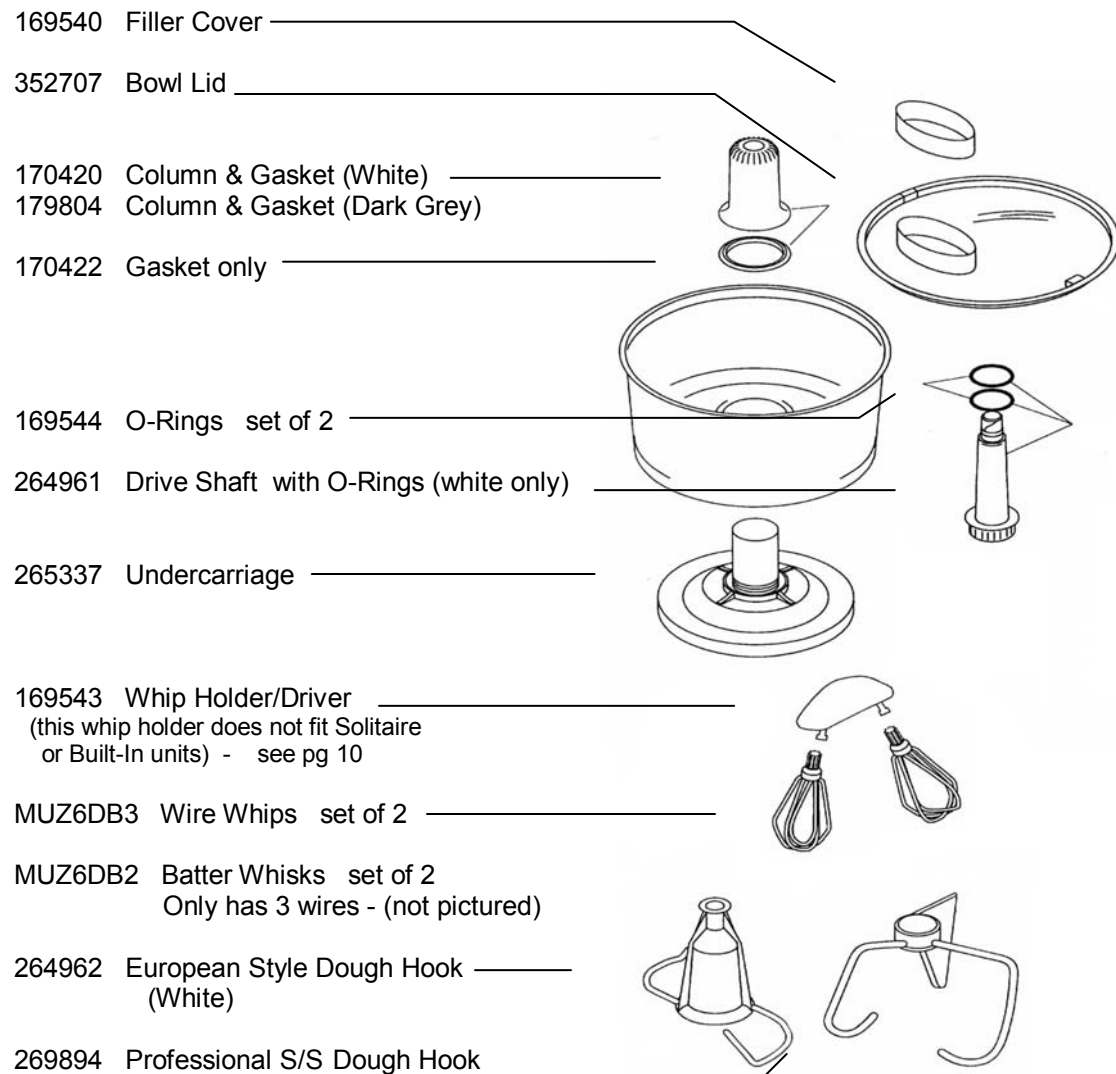 169540 Filler Cover
352707 Bowl Lid
170420 Column & Gasket (White)
179804 Column & Gasket (Dark Grey)
170422 Gasket only
169544 O-Rings set of 2
264961 Drive Shaft with O-Rings (white only)
265337 Undercarriage
169543 Whip Holder/Driver
(this whip holder does not fit Solitaire
or Built-In units) - see pg 10
MUZ6DB3 Wire Whips set of 2
MUZ6DB2 Batter Whisks set of 2
Only has 3 wires - (not pictured)
264962 European Style Dough Hook
(White)
269894 Professional S/S Dough Hook